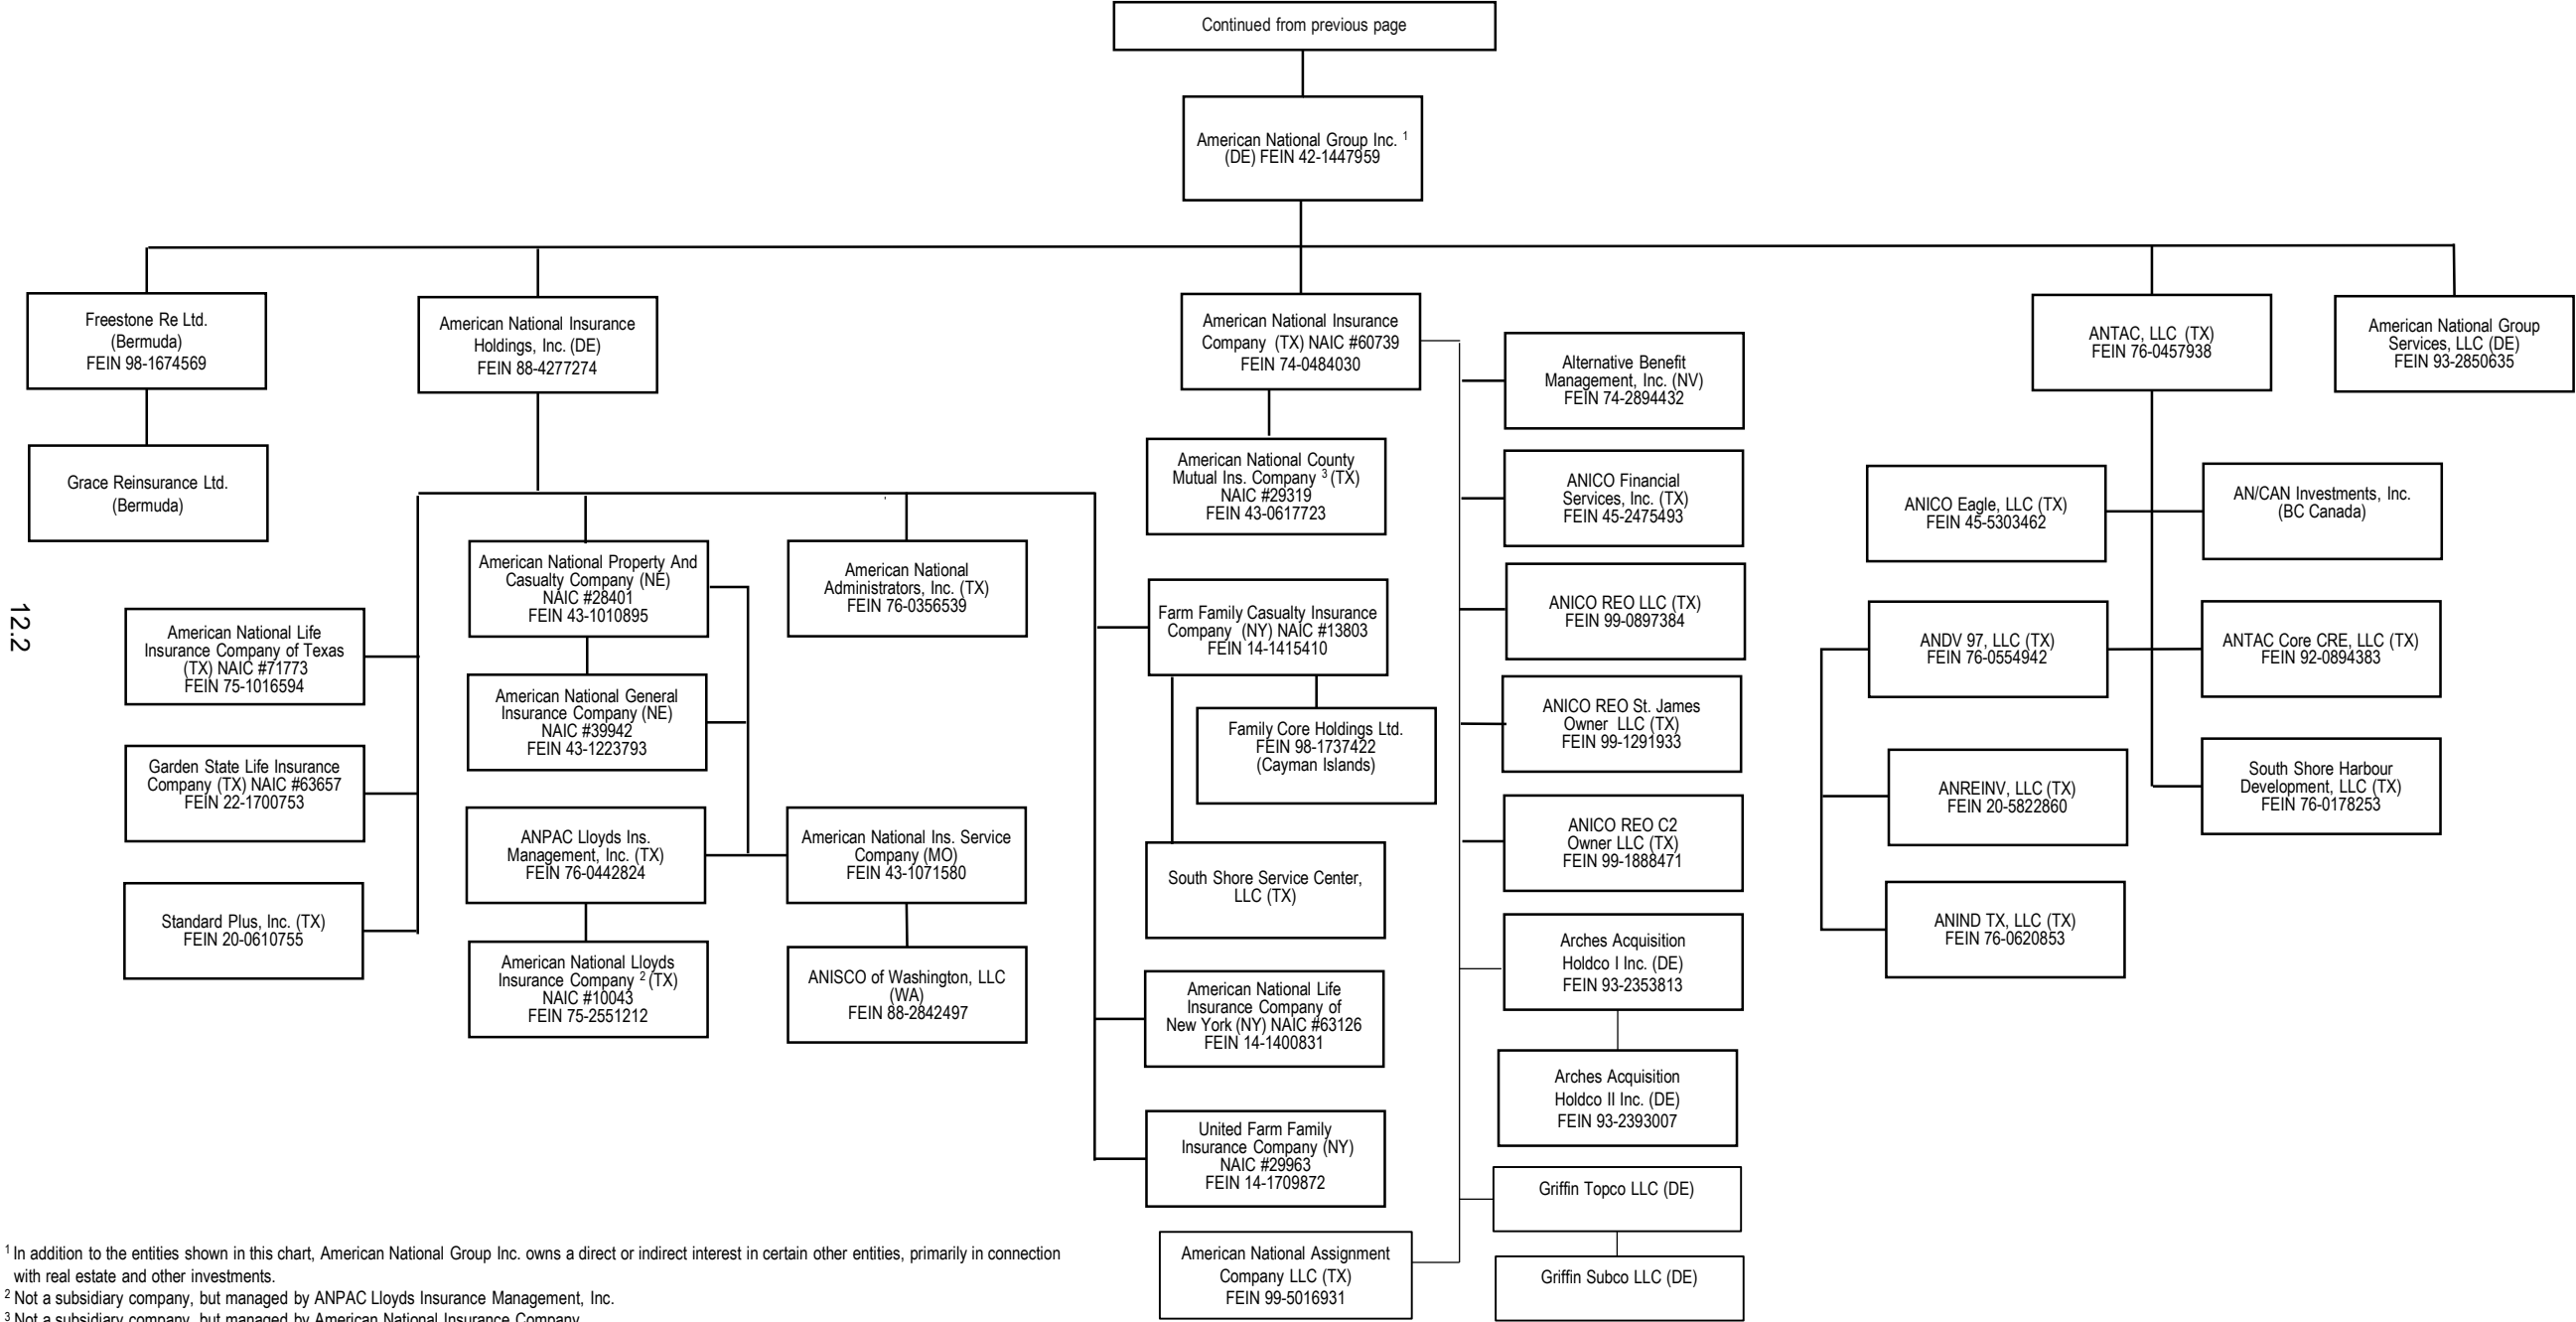 Continued from previous page
American National Group Inc. 1
(DE) FEIN 42-1447959
Freestone Re Ltd.
(Bermuda)
FEIN 98-1674569
American National Insurance
Holdings, Inc. (DE)
FEIN 88-4277274
American National Insurance
Company (TX) NAIC #60739
FEIN 74-0484030
ANTAC, LLC (TX)
FEIN 76-0457938
American National Group
Services, LLC (DE)
FEIN 93-2850635
Grace Reinsurance Ltd.
(Bermuda)
American National County
Mutual Ins. Company 3 (TX)
NAIC #29319
FEIN 43-0617723
Alternative Benefit
Management, Inc. (NV)
FEIN 74-2894432
ANICO Financial
Services, Inc. (TX)
FEIN 45-2475493
ANICO Eagle, LLC (TX)
FEIN 45-5303462
AN/CAN Investments, Inc.
(BC Canada)
12.2
American National Life
Insurance Company of Texas
(TX) NAIC #71773
FEIN 75-1016594
Garden State Life Insurance
Company (TX) NAIC #63657
FEIN 22-1700753
Standard Plus, Inc. (TX)
FEIN 20-0610755
American National Property And
Casualty Company (NE)
NAIC #28401
FEIN 43-1010895
American National
Administrators, Inc. (TX)
FEIN 76-0356539
American National General
Insurance Company (NE)
NAIC #39942
FEIN 43-1223793
ANPAC Lloyds Ins.
Management, Inc. (TX)
FEIN 76-0442824
American National Ins. Service
Company (MO)
FEIN 43-1071580
American National Lloyds
Insurance Company 2 (TX)
NAIC #10043
FEIN 75-2551212
ANISCO of Washington, LLC
(WA)
FEIN 88-2842497
Farm Family Casualty Insurance
Company (NY) NAIC #13803
FEIN 14-1415410
Family Core Holdings Ltd.
FEIN 98-1737422
(Cayman Islands)
South Shore Service Center,
LLC (TX)
American National Life
Insurance Company of
New York (NY) NAIC #63126
FEIN 14-1400831
United Farm Family
Insurance Company (NY)
NAIC #29963
FEIN 14-1709872
American National Assignment
Company LLC (TX)
FEIN 99-5016931
ANICO REO LLC (TX)
FEIN 99-0897384
ANICO REO St. James
Owner LLC (TX)
FEIN 99-1291933
ANICO REO C2
Owner LLC (TX)
FEIN 99-1888471
Arches Acquisition
Holdco I Inc. (DE)
FEIN 93-2353813
Arches Acquisition
Holdco II Inc. (DE)
FEIN 93-2393007
Griffin Topco LLC (DE)
Griffin Subco LLC (DE)
ANDV 97, LLC (TX)
FEIN 76-0554942
ANTAC Core CRE, LLC (TX)
FEIN 92-0894383
ANREINV, LLC (TX)
FEIN 20-5822860
South Shore Harbour
Development, LLC (TX)
FEIN 76-0178253
ANIND TX, LLC (TX)
FEIN 76-0620853
1 In addition to the entities shown in this chart, American National Group Inc. owns a direct or indirect interest in certain other entities, primarily in connection
with real estate and other investments.
2 Not a subsidiary company, but managed by ANPAC Lloyds Insurance Management, Inc.
3 Not a subsidiary company, but managed by American National Insurance Company.